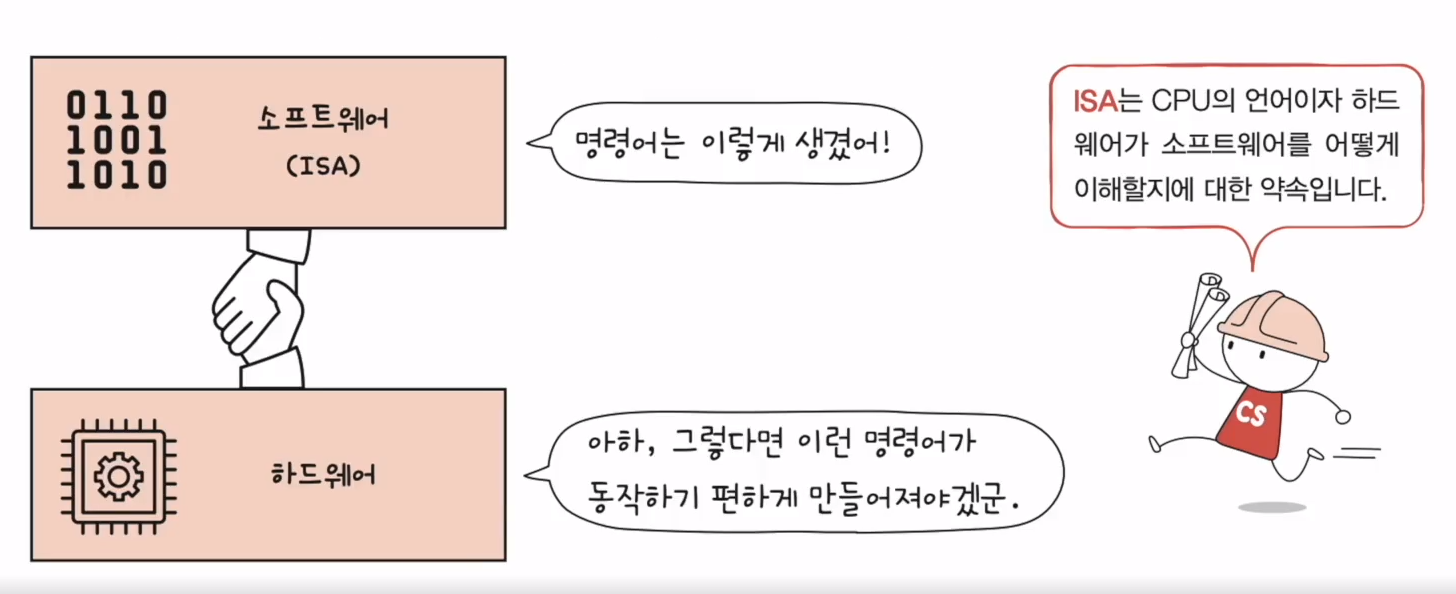 0110
1001
1010
소프트웨어
(ISA)
명령어는 이렇게 생겼어!
ISA는 CPU의 언어이자 하드
웨어가 소프트웨어를 어떻게
이해할지에 대한 약속입니다.
CS
하드웨어
아하, 그렇다면 이런 명령어가
동작하기 편하게 만들어져야겠군.